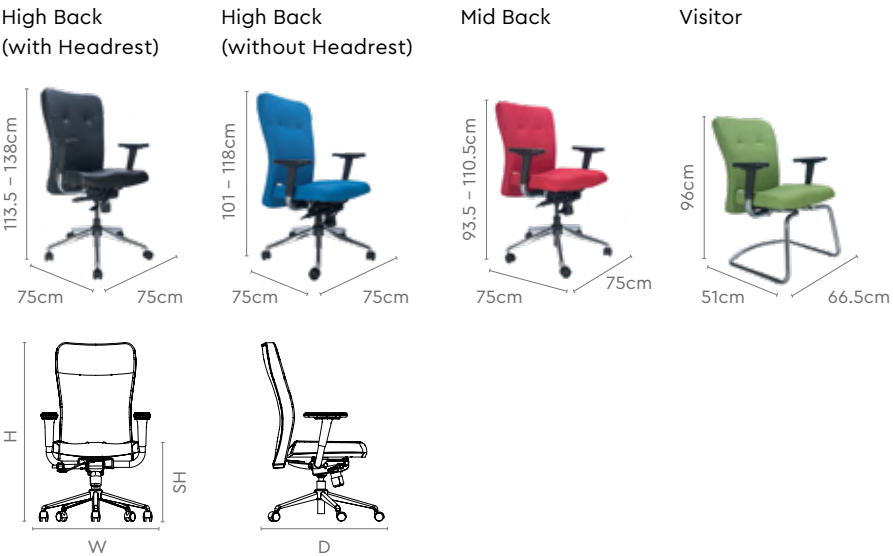 High Back
(with Headrest)
High Back
(without Headrest)
Mid Back
Visitor
113.5 – 138cm
75cm
75cm
101 – 118cm
75cm
75cm
93.5 – 110.5cm
75cm
75cm
96cm
51cm
66.5cm
H
SH
W
D